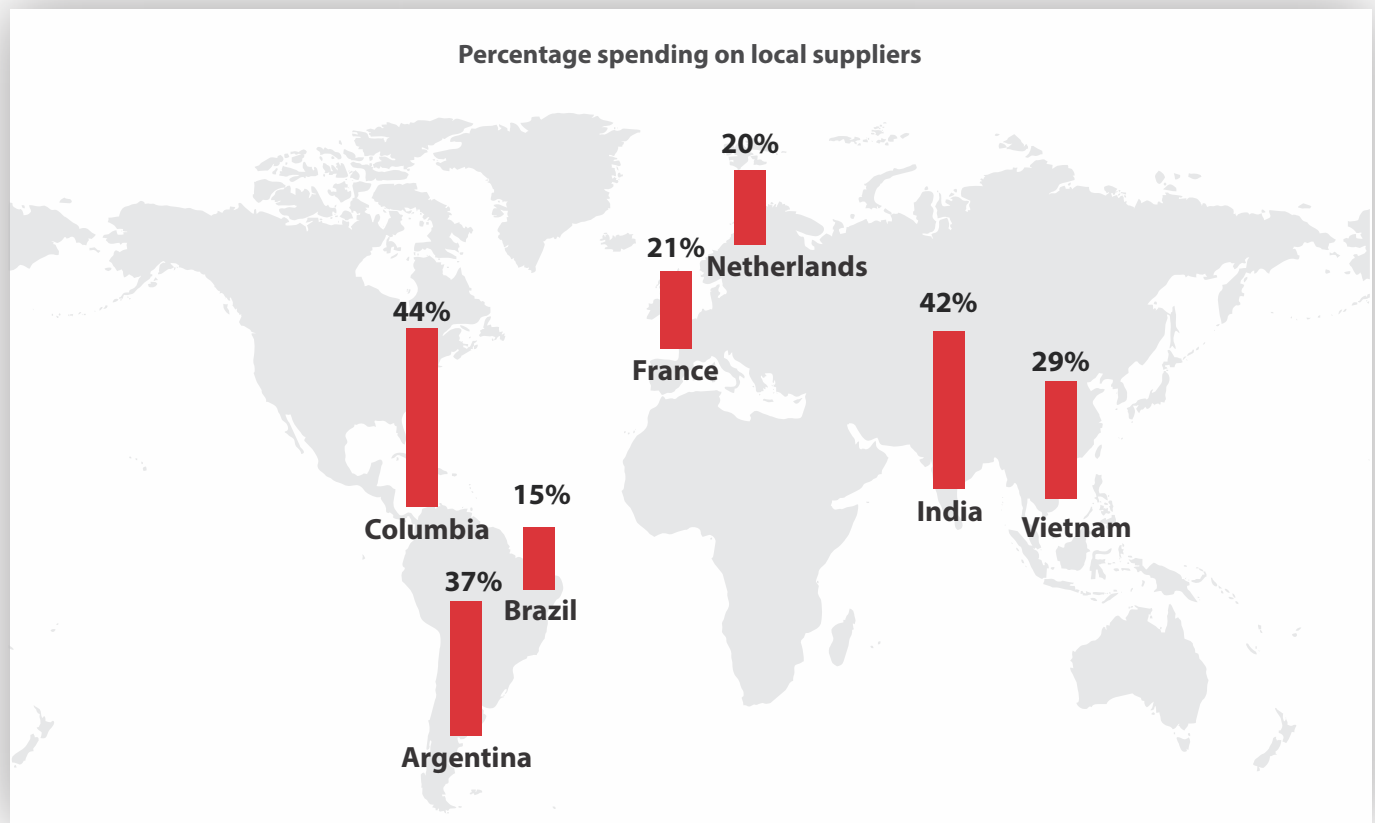 Percentage spending on local suppliers
20%
Netherlands
21%
France
44%
Columbia
42%
India
29%
Vietnam
15%
Brazil
37%
Argentina